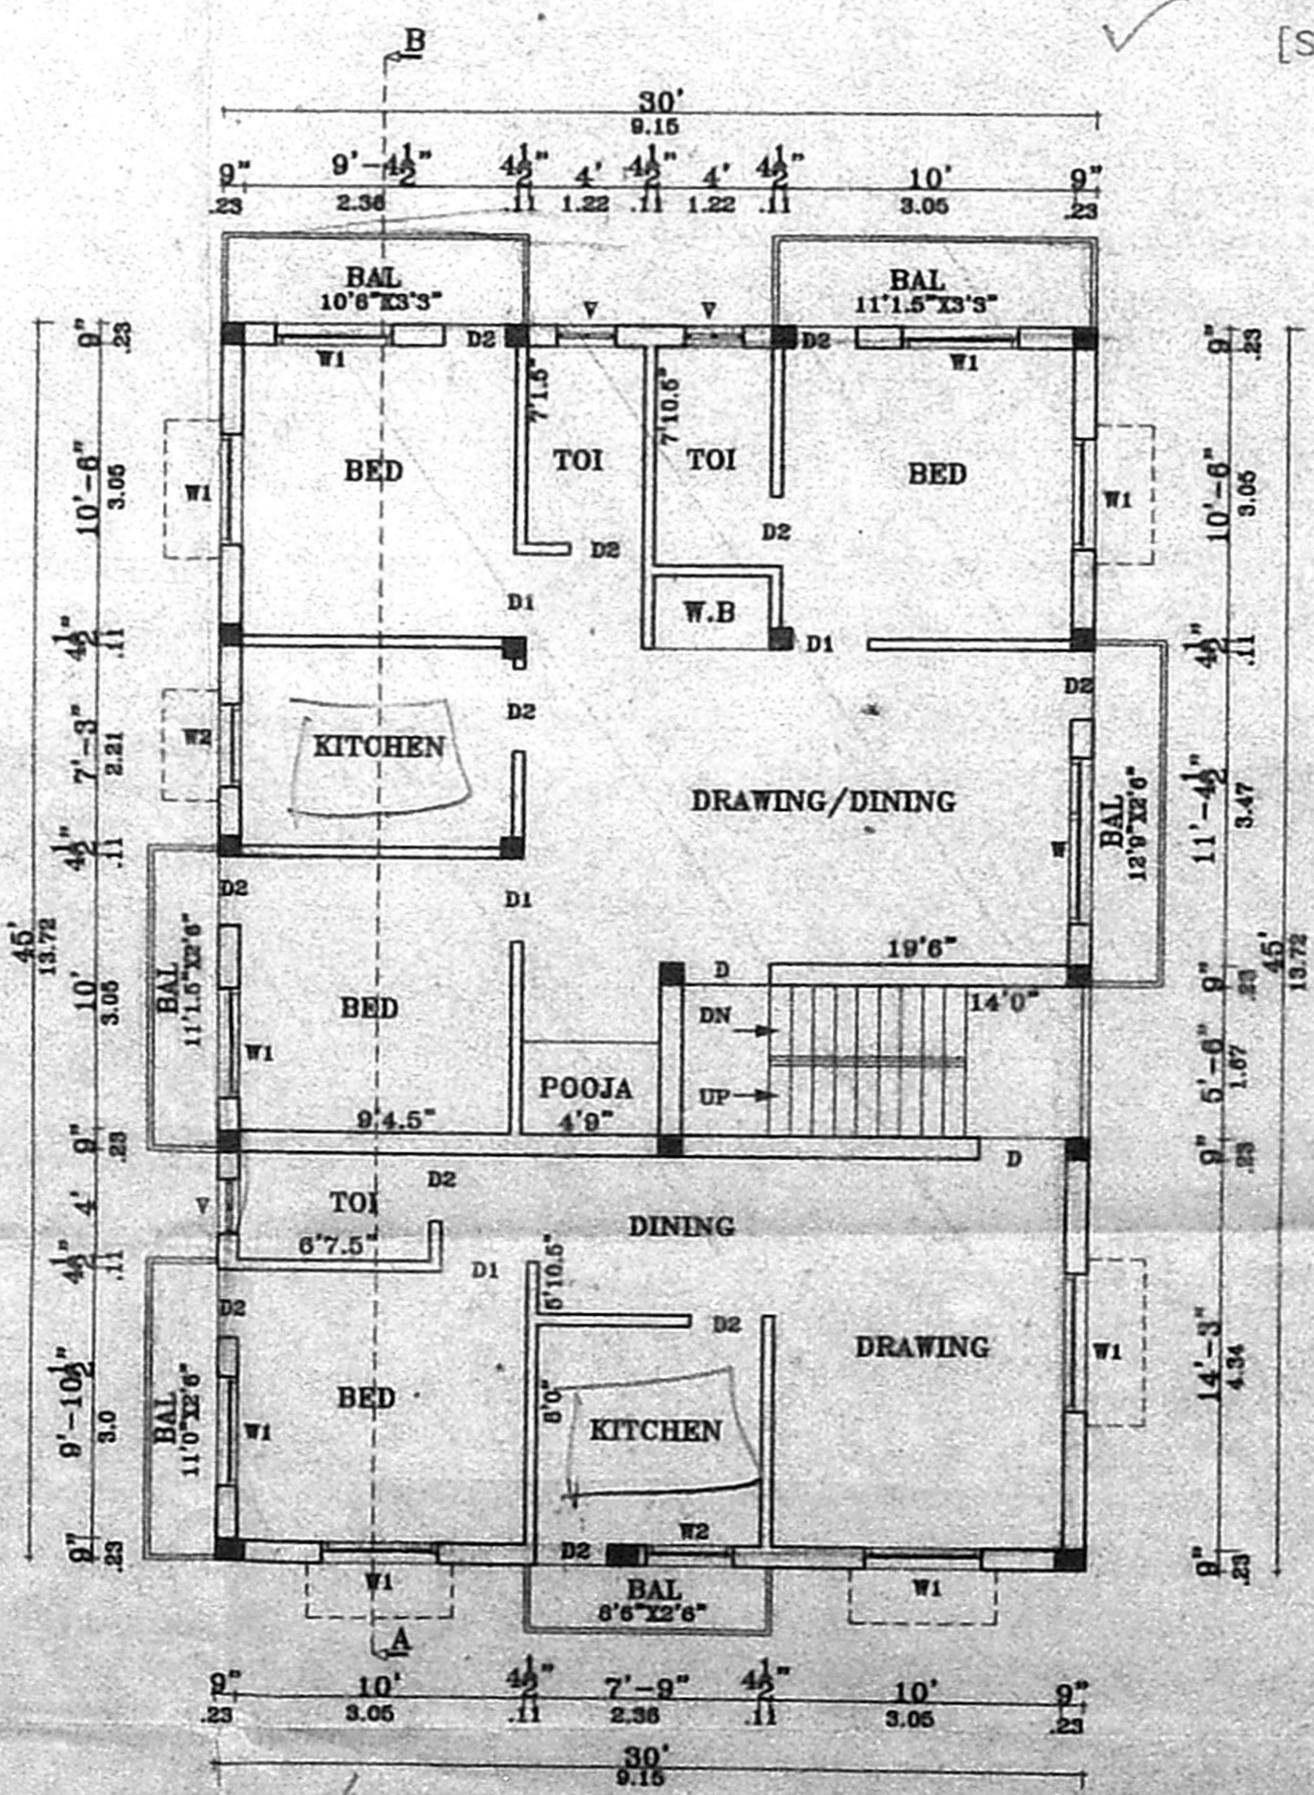 B
[S
30'
9.15
9" 9'-4½" 4½" 4' 4½" 4' 4½" 10' 9"
.23 2.36 .11 1.22 .11 1.22 .11 3.05 .23
BAL
10'6"X3'3"
BAL
11'1.5"X3'3"
V V
9" .23
D2 D2
9" .23
W1 W1
7'1.5"
7'10.5"
10'-6" 3.05
W1
BED
TOI
TOI
BED
W1
10'-6" 3.05
D2
D2
D1
W.B
D1
4½" .11
4½" .11
D2
D2
7'-3" 2.21
W2
KITCHEN
DRAWING/DINING
W
BAL
12'9"X2'6"
11'-4½" 3.47
4½" .11
D2
D1
45'
13.72
10' 3.05
BAL
11'1.5"X2'6"
BED
W1
D
19'6"
14'0"
9" .23
45'
13.72
DN
UP
POOJA
4'9"
9'4.5"
5'-6" 1.67
9" .23
9" .23
D
D2
V
4'
TOI
6'7.5"
DINING
4½" .11
D1
5'10.5"
D2
D2
DRAWING
W1
14'-3" 4.34
9'-10½" 3.0
BAL
11'0"X2'6"
BED
W1
8'0"
KITCHEN
W2
D2
9" .23
9" .23
W1
BAL
8'6"X2'6"
W1
A
9" 10' 4½" 7'-9" 4½" 10' 9"
.23 3.05 .11 2.36 .11 3.05 .23
30'
9.15